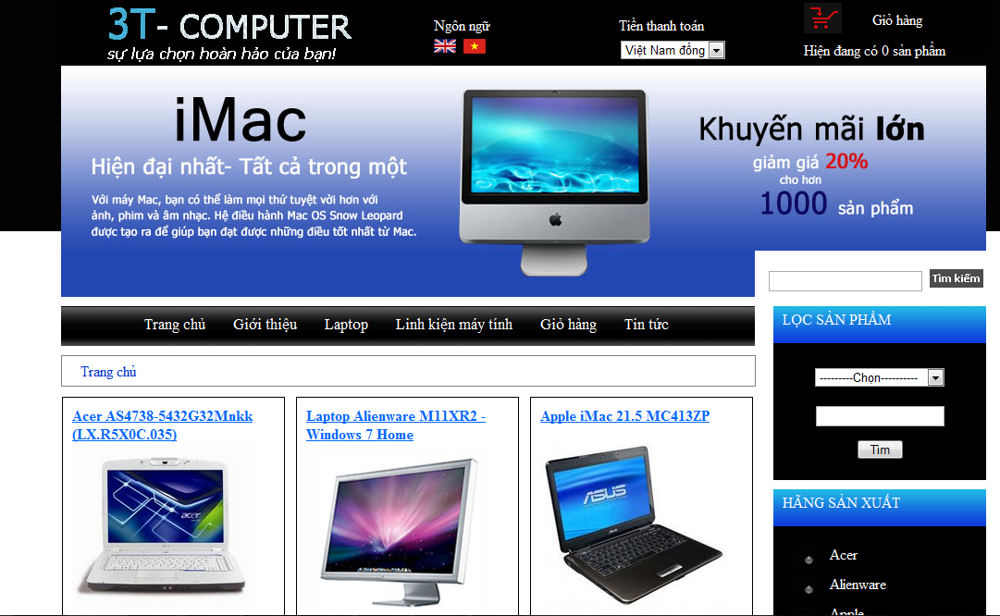 3T- COMPUTER
sự lựa chọn hoàn hảo của bạn!
Ngôn ngữ
Tiền thanh toán
Việt Nam đồng
Giỏ hàng
Hiện đang có 0 sản phẩm
iMac
Hiện đại nhất- Tất cả trong một
Với máy Mac, bạn có thể làm mọi thứ tuyệt vời hơn với
ảnh, phim và âm nhạc. Hệ điều hành Mac OS Snow Leopard
được tạo ra để giúp bạn đạt được những điều tốt nhất từ Mac.
Khuyến mãi lớn
giảm giá 20%
cho hơn
1000 sản phẩm
Tìm kiếm
Trang chủ
Giới thiệu
Laptop
Linh kiện máy tính
Giỏ hàng
Tin tức
Trang chủ
Acer AS4738-5432G32Mnkk
(LX.R5X0C.035)
acer
Laptop Alienware M11XR2 -
Windows 7 Home
Apple iMac 21.5 MC413ZP
ASUS
LỌC SẢN PHẨM
---------Chọn----------
Tìm
HÃNG SẢN XUẤT
Acer
Alienware
Apple